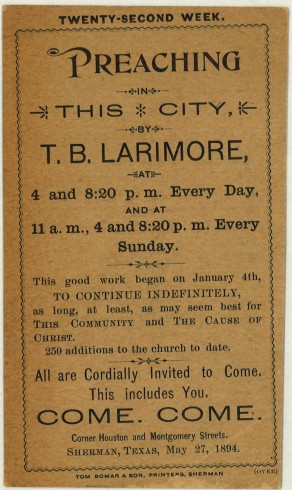 TWENTY-SECOND WEEK.
PREACHING
-IN-
THIS * CITY,
-BY-
T. B. LARIMORE,
-AT-
4 and 8:20 p. m. Every Day,
AND AT
11 a. m., 4 and 8:20 p. m. Every
Sunday.
This good work began on January 4th,
TO CONTINUE INDEFINITELY,
as long, at least, as may seem best for
THIS COMMUNITY and THE CAUSE OF
CHRIST.
250 additions to the church to date.
All are Cordially Invited to Come.
This includes You.
COME. COME.
Corner Houston and Montgomery Streets.
SHERMAN, TEXAS, MAY 27, 1894.
(OVER)
TOM BOMAR & SON, PRINTERS, SHERMAN